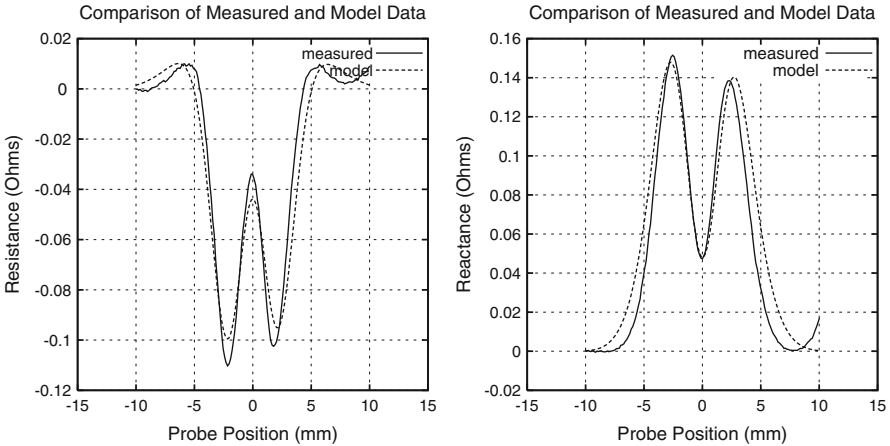 Comparison of Measured and Model Data
0.02
0
-0.02
-0.04
-0.06
-0.08
-0.1
-0.12
Resistance (Ohms)
measured
model
-15 -10 -5 0 5 10 15
Probe Position (mm)
Comparison of Measured and Model Data
0.16
0.14
0.12
0.1
0.08
0.06
0.04
0.02
0
-0.02
Reactance (Ohms)
measured
model
-15 -10 -5 0 5 10 15
Probe Position (mm)